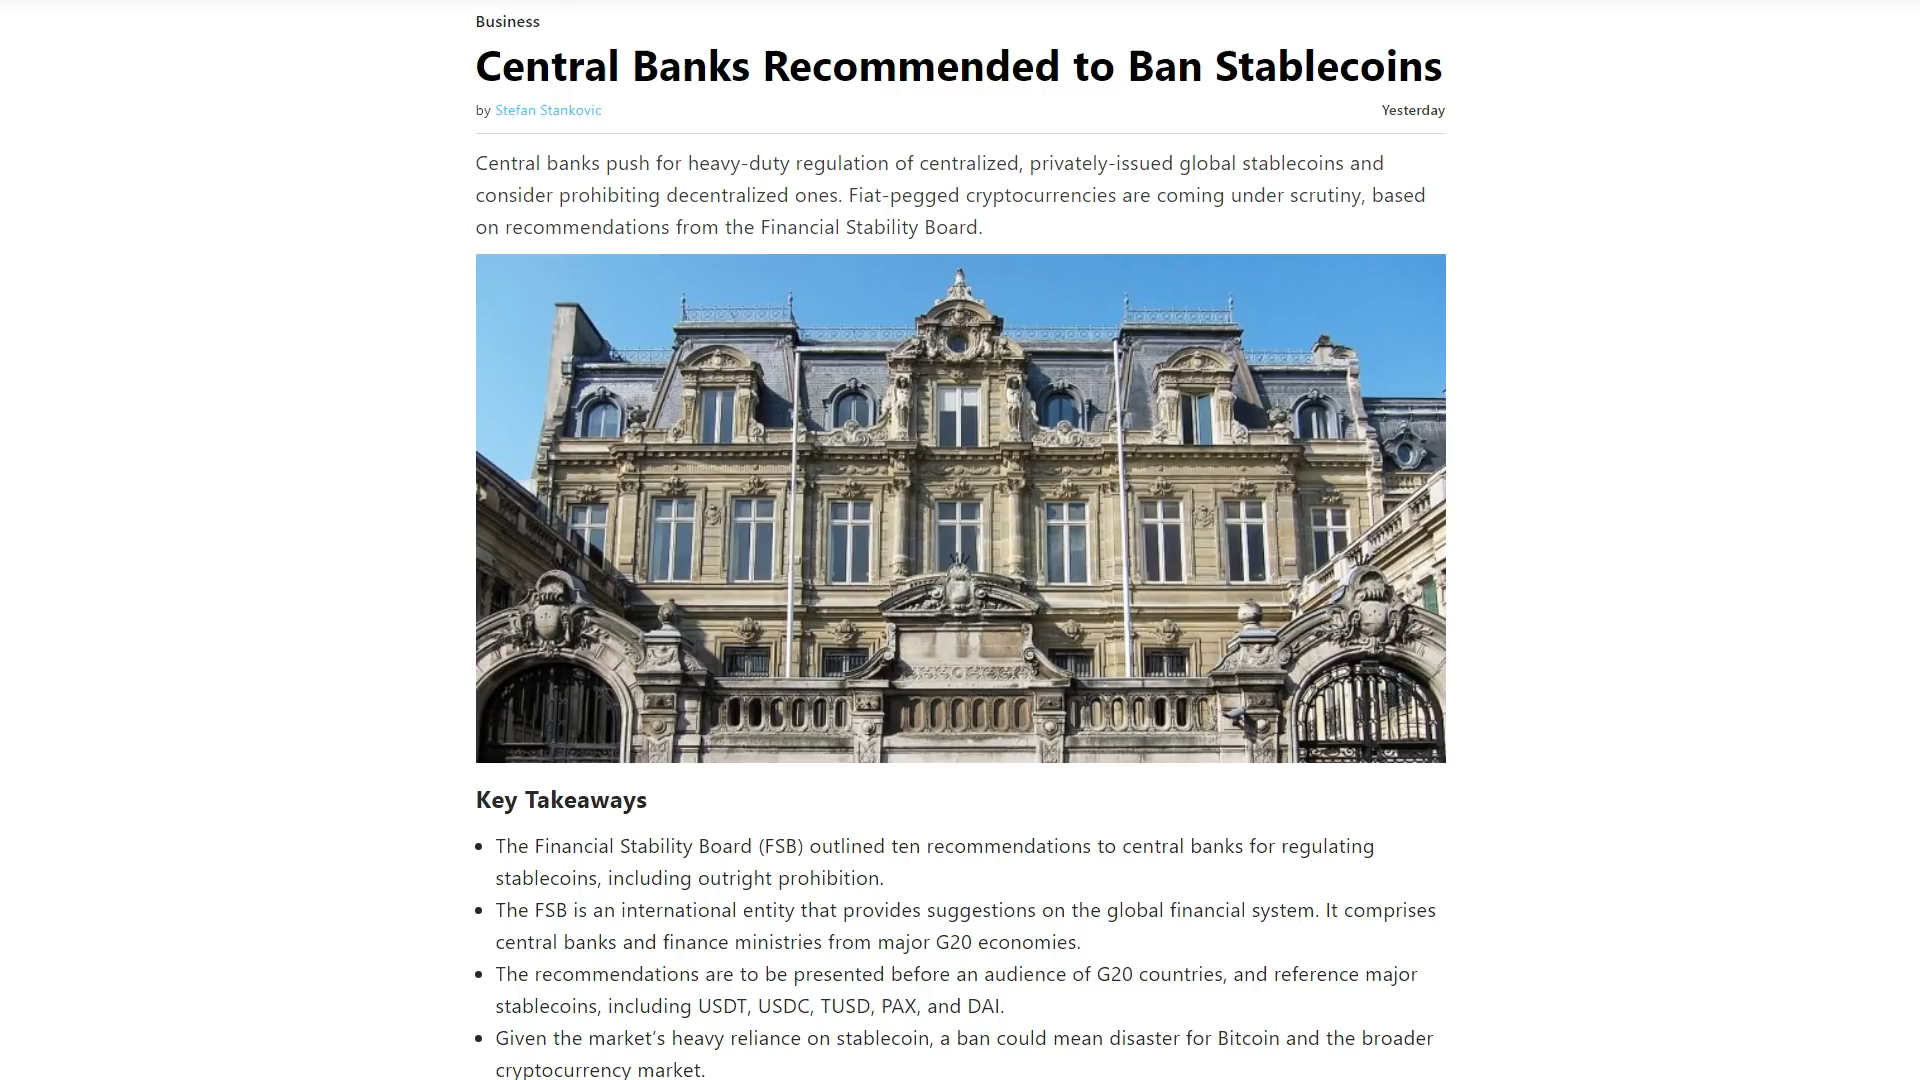 Business
Central Banks Recommended to Ban Stablecoins
by Stefan Stankovic
Yesterday
Central banks push for heavy-duty regulation of centralized, privately-issued global stablecoins and
consider prohibiting decentralized ones. Fiat-pegged cryptocurrencies are coming under scrutiny, based
on recommendations from the Financial Stability Board.
Key Takeaways
The Financial Stability Board (FSB) outlined ten recommendations to central banks for regulating
stablecoins, including outright prohibition.
The FSB is an international entity that provides suggestions on the global financial system. It comprises
central banks and finance ministries from major G20 economies.
The recommendations are to be presented before an audience of G20 countries, and reference major
stablecoins, including USDT, USDC, TUSD, PAX, and DAI.
Given the market’s heavy reliance on stablecoin, a ban could mean disaster for Bitcoin and the broader
cryptocurrency market.